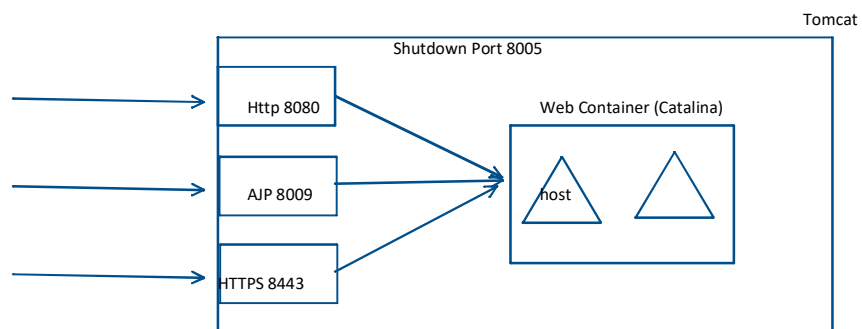 Tomcat
Shutdown Port 8005
Http 8080
Web Container (Catalina)
AJP 8009
host
HTTPS 8443